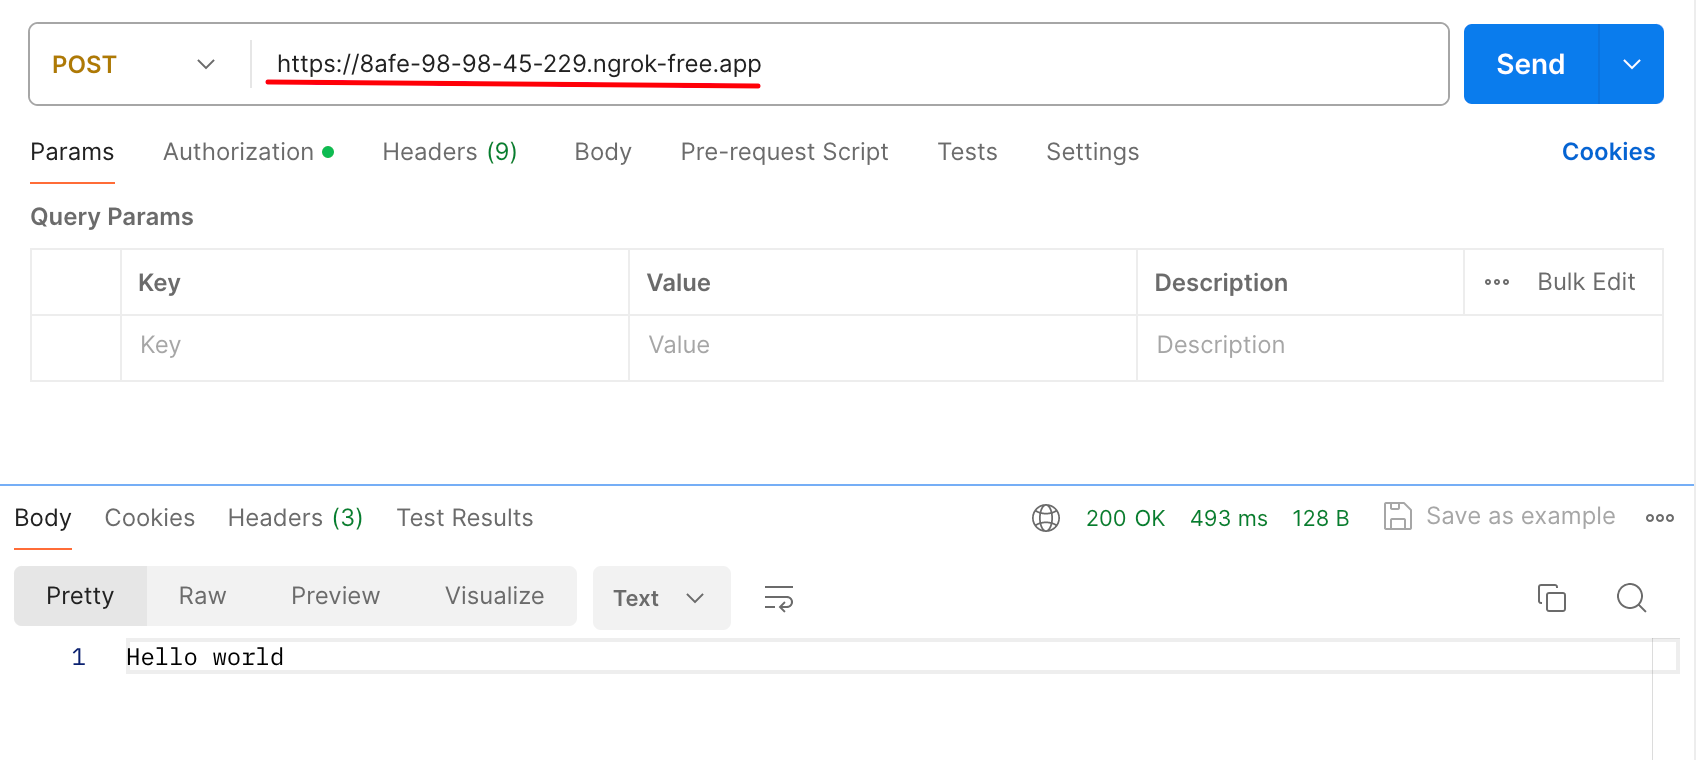 POST https://8afe-98-98-45-229.ngrok-free.app Send
Params Authorization Headers (9) Body Pre-request Script Tests Settings Cookies
Query Params
Key Value Description Bulk Edit
Key Value Description
Body Cookies Headers (3) Test Results 200 OK 493 ms 128 B Save as example
Pretty Raw Preview Visualize Text
1 Hello world